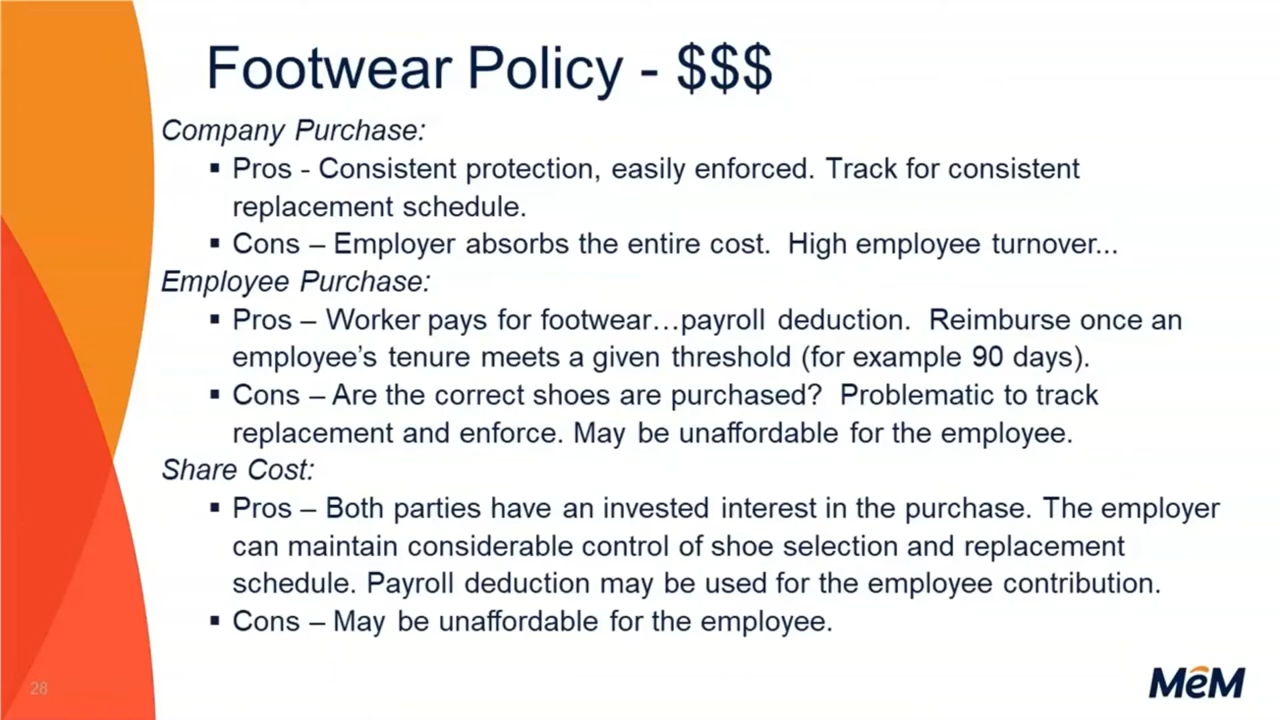 Footwear Policy - $$$
Company Purchase:
▪ Pros - Consistent protection, easily enforced. Track for consistent
replacement schedule.
▪ Cons – Employer absorbs the entire cost.  High employee turnover...
Employee Purchase:
▪ Pros – Worker pays for footwear…payroll deduction.  Reimburse once an
employee’s tenure meets a given threshold (for example 90 days).
▪ Cons – Are the correct shoes are purchased?  Problematic to track
replacement and enforce. May be unaffordable for the employee.
Share Cost:
▪ Pros – Both parties have an invested interest in the purchase. The employer
can maintain considerable control of shoe selection and replacement
schedule. Payroll deduction may be used for the employee contribution.
▪ Cons – May be unaffordable for the employee.
28
MEM